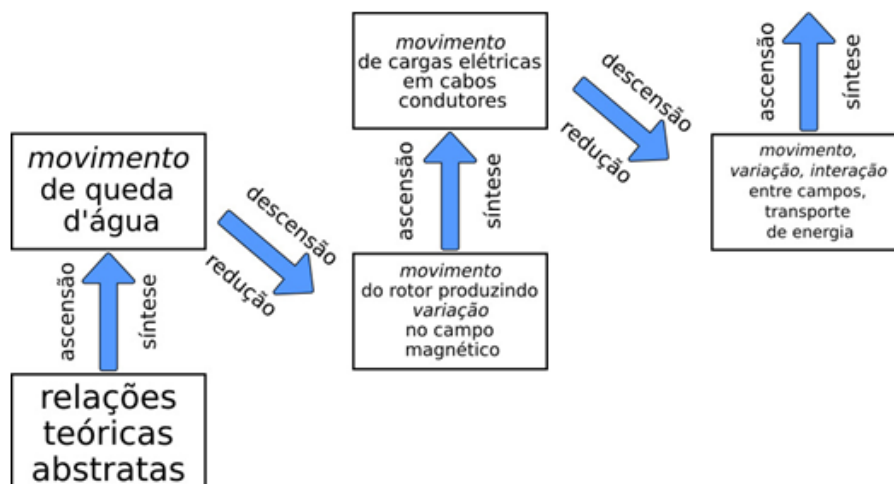 relações
teóricas
abstratas
ascensão
síntese
movimento
de queda
d'água
descensão
redução
movimento
do rotor produzindo
variação
no campo
magnético
ascensão
síntese
movimento
de cargas elétricas
em cabos
condutores
descensão
redução
movimento,
variação, interação
entre campos,
transporte
de energia
ascensão
síntese